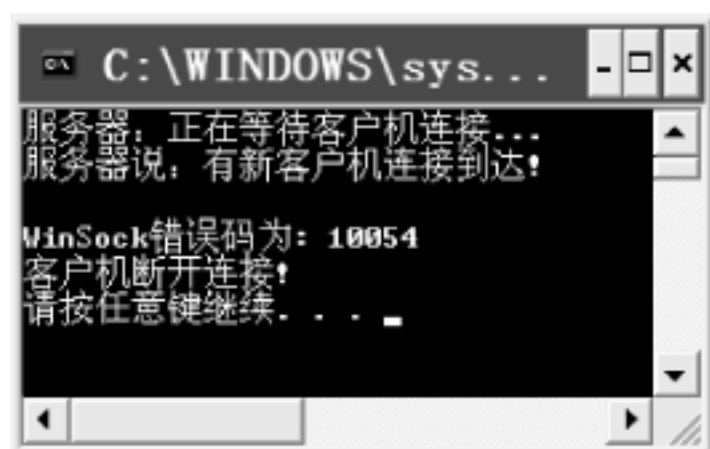 C:\WINDOWS\sys...
服务器：正在等待客户机连接...
服务器说：有新客户机连接到达!
WinSock错误码为: 10054
客户机断开连接!
请按任意键继续. . .